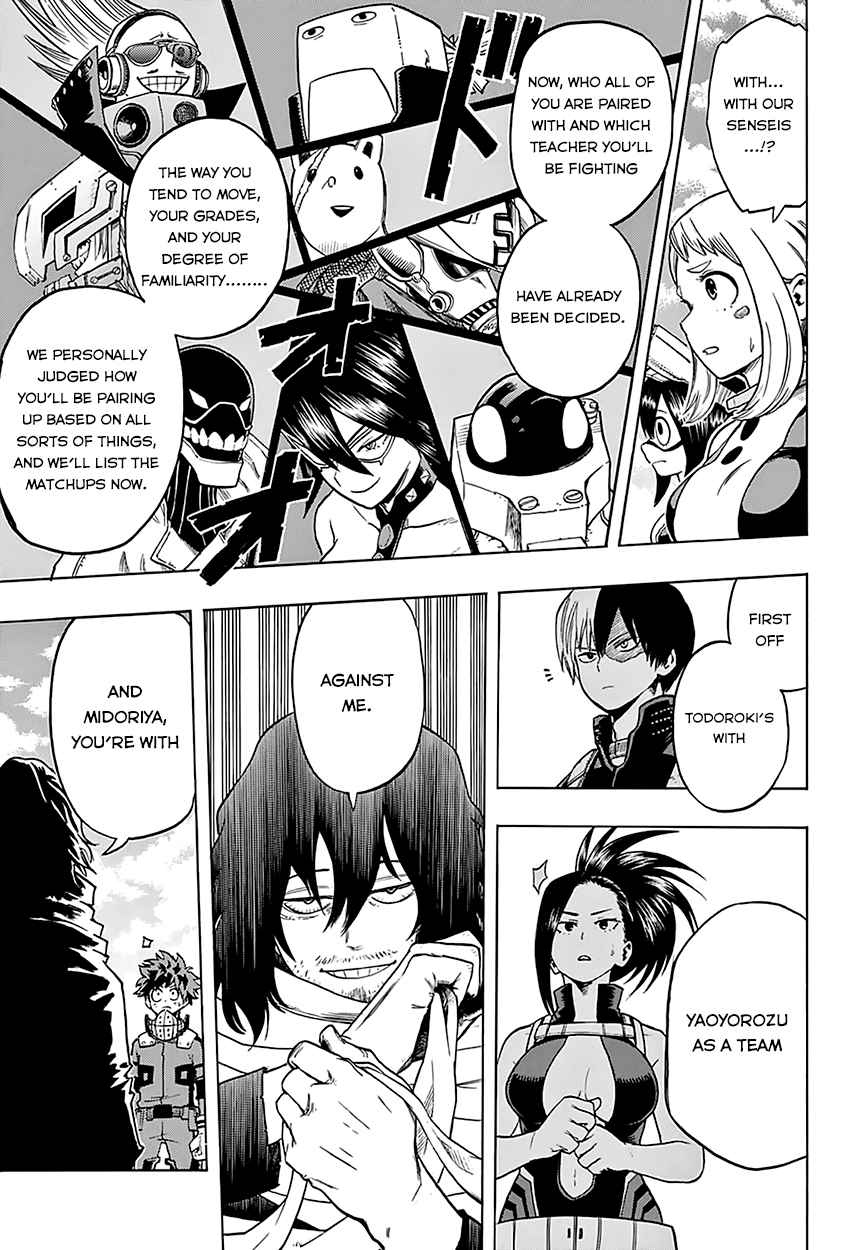 WITH...
WITH OUR
SENSEIS
...!?
NOW, WHO ALL OF
YOU ARE PAIRED
WITH AND WHICH
TEACHER YOU'LL
BE FIGHTING
HAVE ALREADY
BEEN DECIDED.
THE WAY YOU
TEND TO MOVE,
YOUR GRADES,
AND YOUR
DEGREE OF
FAMILIARITY........
WE PERSONALLY
JUDGED HOW
YOU'LL BE PAIRING
UP BASED ON ALL
SORTS OF THINGS,
AND WE'LL LIST THE
MATCHUPS NOW.
ドオオ
FIRST
OFF
TODOROKI'S
WITH
YAOYOROZU
AS A TEAM
AGAINST
ME.
AND
MIDORIYA,
YOU'RE WITH